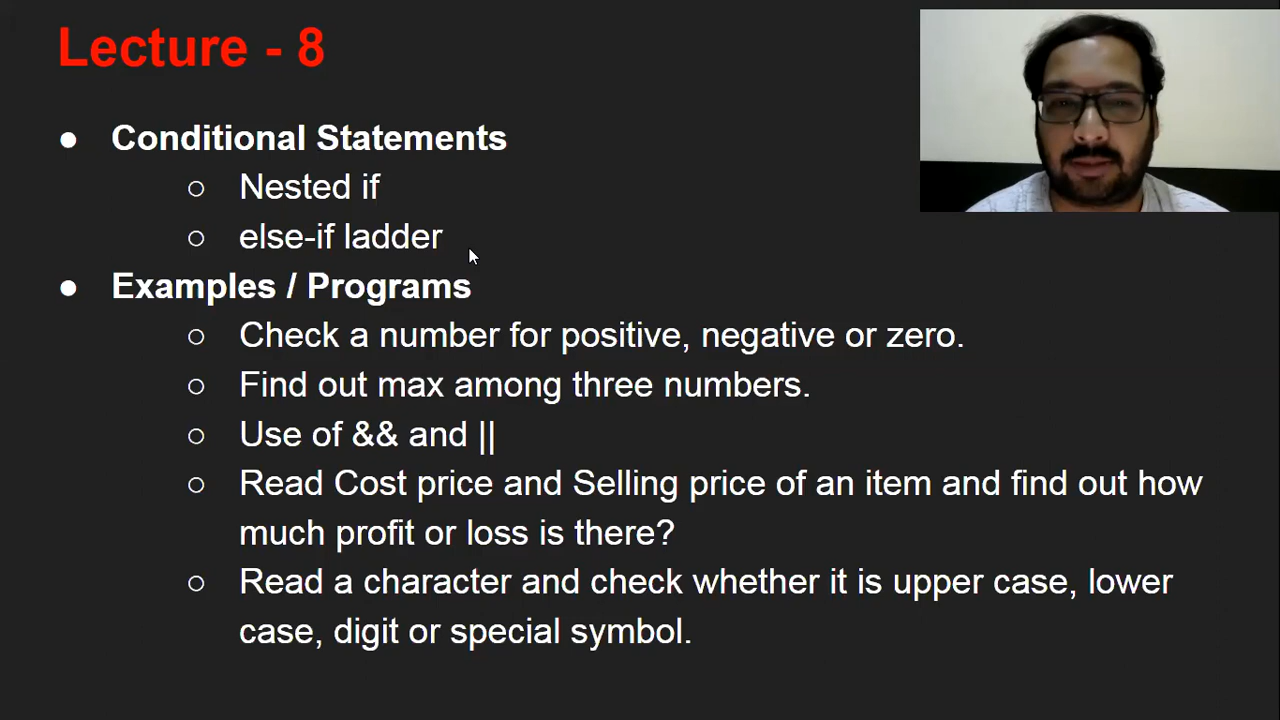 Lecture - 8
● Conditional Statements
○ Nested if
○ else-if ladder
● Examples / Programs
○ Check a number for positive, negative or zero.
○ Find out max among three numbers.
○ Use of && and ||
○ Read Cost price and Selling price of an item and find out how
much profit or loss is there?
○ Read a character and check whether it is upper case, lower
case, digit or special symbol.